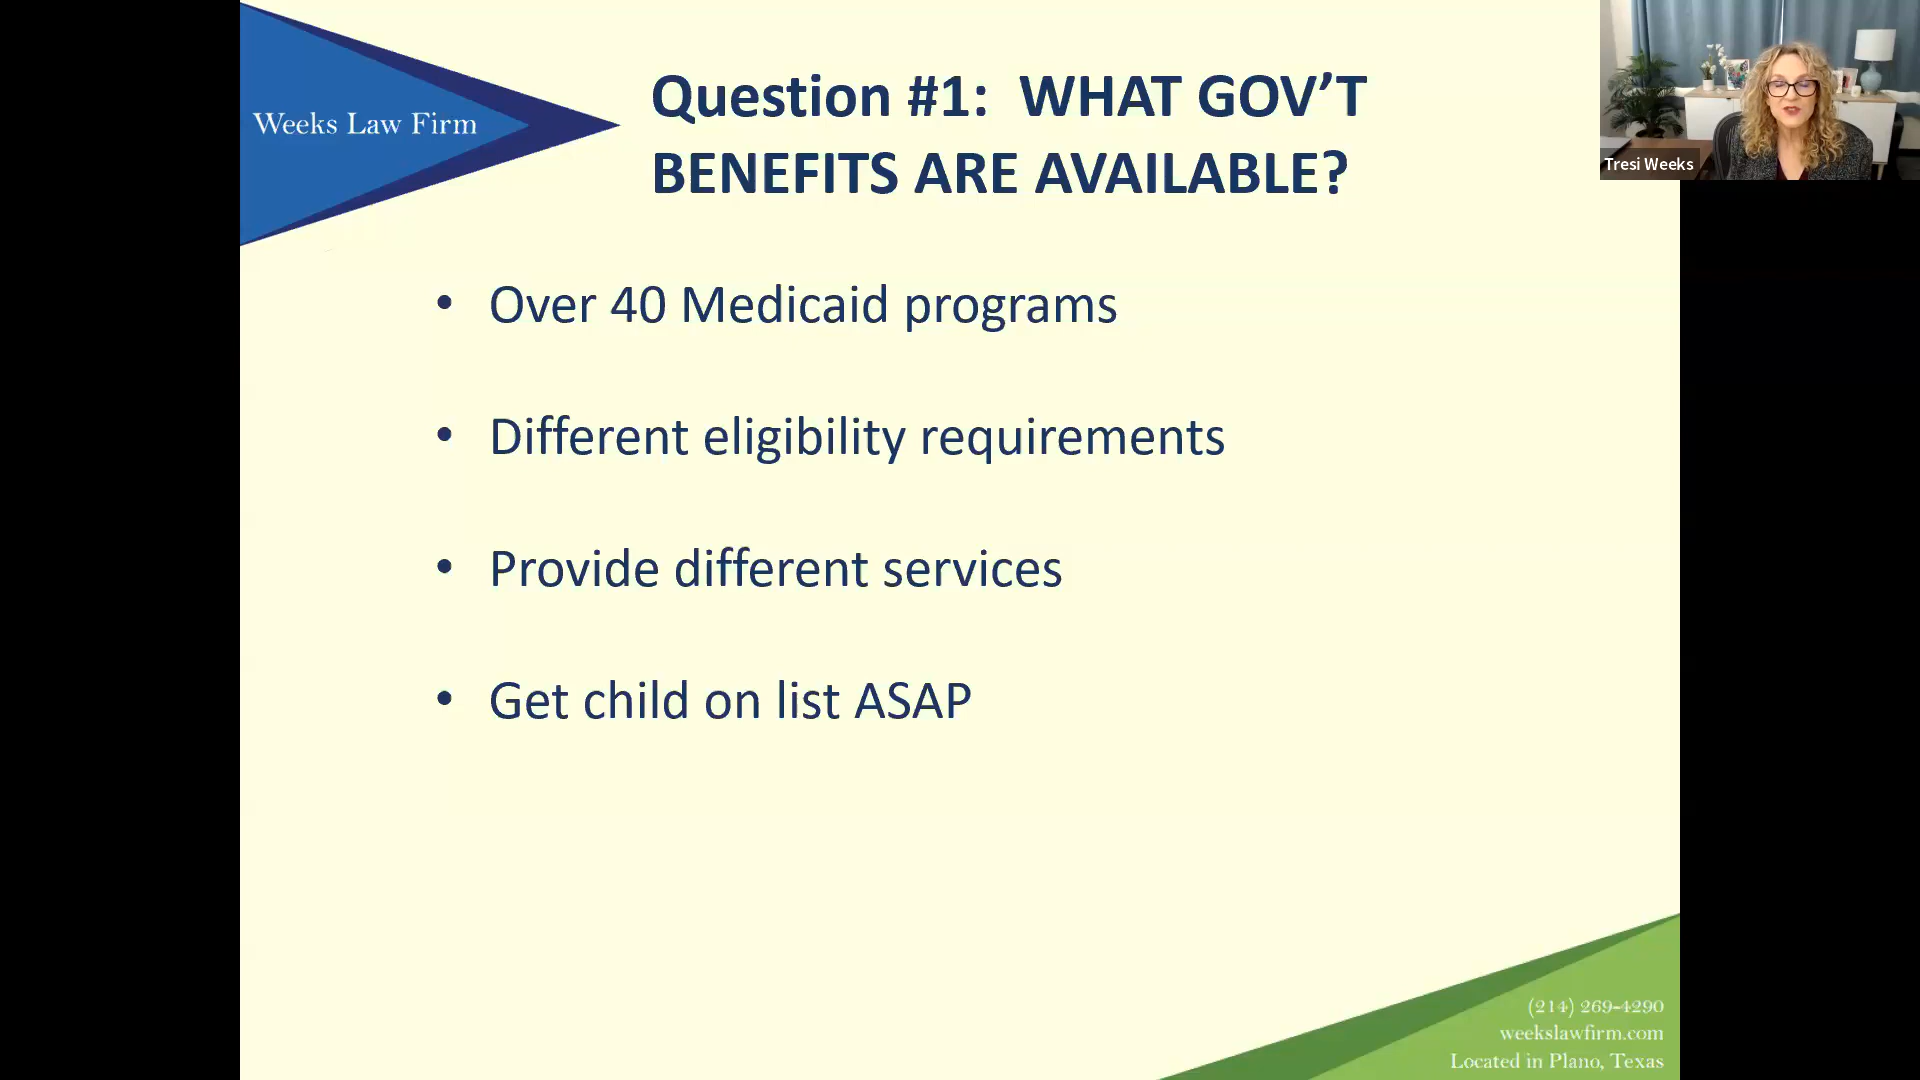 Weeks Law Firm
Question #1:  WHAT GOV’T
BENEFITS ARE AVAILABLE?
Tresi Weeks
• Over 40 Medicaid programs
• Different eligibility requirements
• Provide different services
• Get child on list ASAP
(214) 269-4290
weekslawfirm.com
Located in Plano, Texas